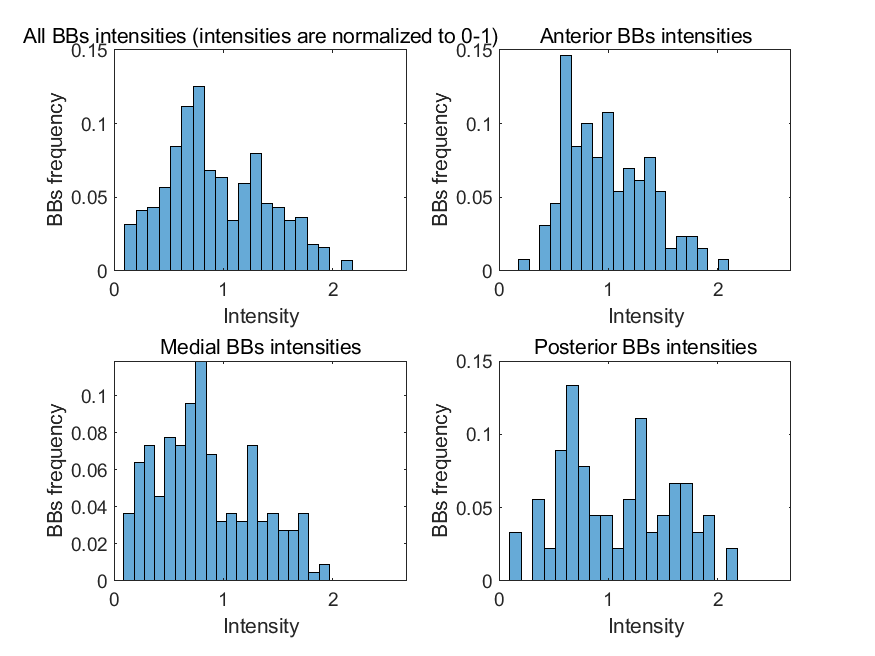 All BBs intensities (intensities are normalized to 0-1)
0.15
0.1
0.05
0
BBs frequency
0 1 2
Intensity
Anterior BBs intensities
0.15
0.1
0.05
0
BBs frequency
0 1 2
Intensity
Medial BBs intensities
0.1
0.08
0.06
0.04
0.02
0
BBs frequency
0 1 2
Intensity
Posterior BBs intensities
0.15
0.1
0.05
0
BBs frequency
0 1 2
Intensity